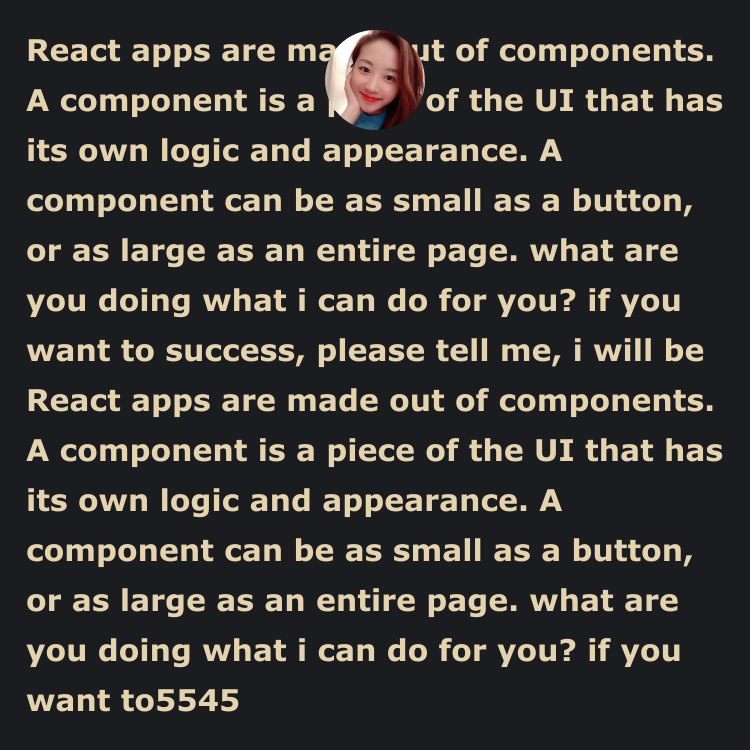 React apps are ma ut of components.
A component is a of the UI that has
its own logic and appearance. A
component can be as small as a button,
or as large as an entire page. what are
you doing what i can do for you? if you
want to success, please tell me, i will be
React apps are made out of components.
A component is a piece of the UI that has
its own logic and appearance. A
component can be as small as a button,
or as large as an entire page. what are
you doing what i can do for you? if you
want to5545